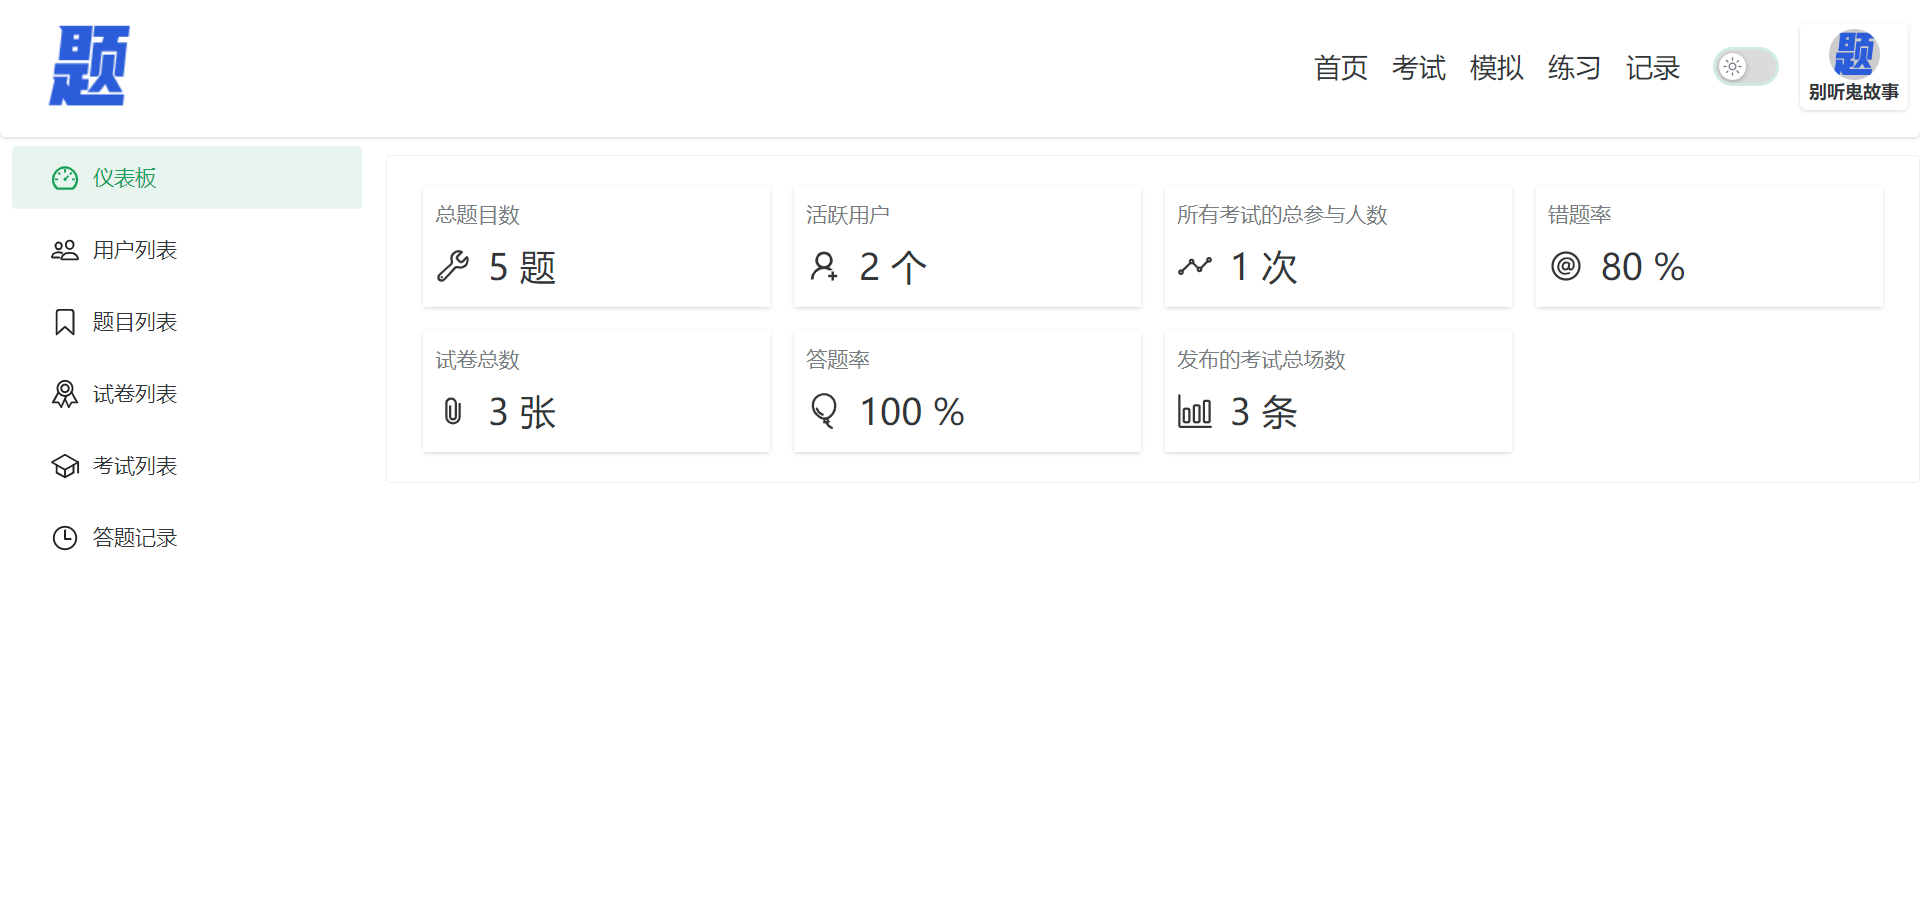 题
首页 考试 模拟 练习 记录
题
别听鬼故事
仪表板
用户列表
题目列表
试卷列表
考试列表
答题记录
总题目数
5 题
活跃用户
2 个
所有考试的总参与人数
1 次
错题率
80 %
试卷总数
3 张
答题率
100 %
发布的考试总场数
3 条